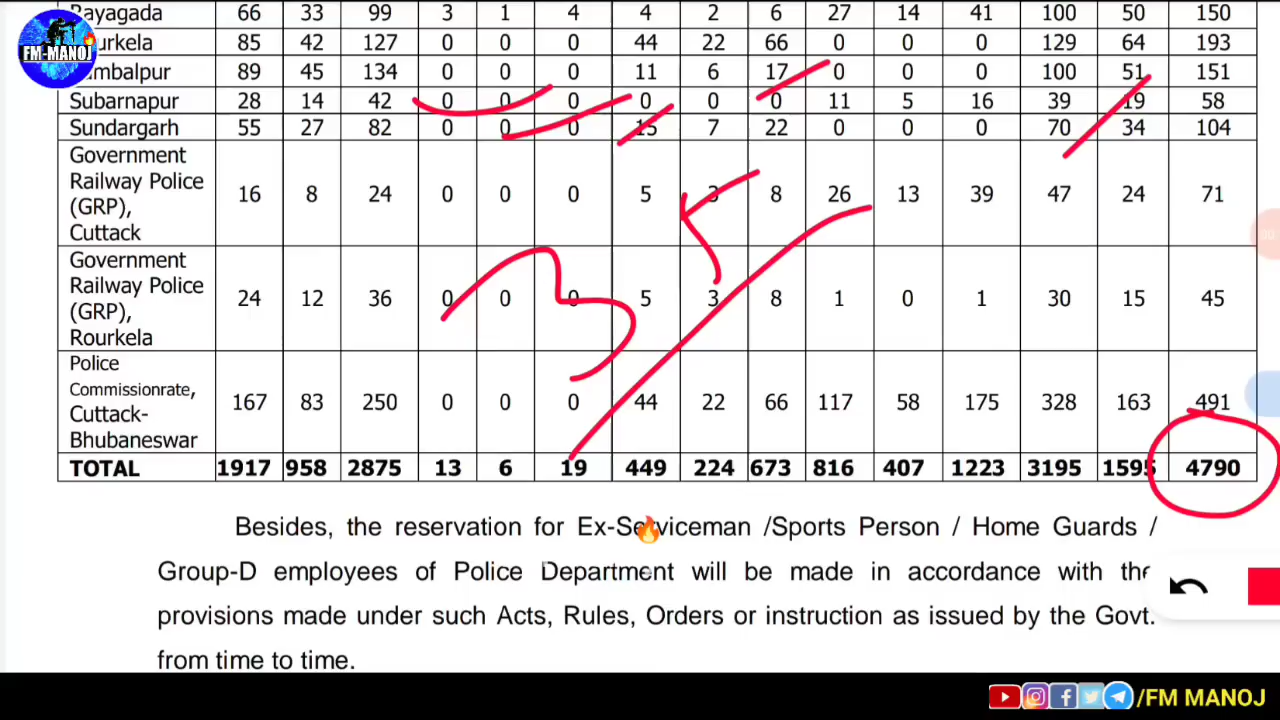 Rayagada 66 33 99 3 1 4 4 2 6 27 14 41 100 50 150
85 42 127 0 0 0 44 22 66 0 0 0 129 64 193
89 45 134 0 0 0 11 6 17 0 0 0 100 51 151
Subarnapur 28 14 42 0 0 0 0 0 0 11 5 16 39 19 58
Sundargarh 55 27 82 0 0 0 15 7 22 0 0 0 70 34 104
Government
Railway Police
(GRP),
Cuttack
16 8 24 0 0 0 5 3 8 26 13 39 47 24 71
Government
Railway Police
(GRP),
Rourkela
24 12 36 0 0 0 5 3 8 1 0 1 30 15 45
Police
Commissionrate,
Cuttack-
Bhubaneswar
167 83 250 0 0 0 44 22 66 117 58 175 328 163 491
TOTAL 1917 958 2875 13 6 19 449 224 673 816 407 1223 3195 1595 4790
Besides, the reservation for Ex-Serviceman /Sports Person / Home Guards /
Group-D employees of Police Department will be made in accordance with the
provisions made under such Acts, Rules, Orders or instruction as issued by the Govt.
from time to time.
FM-MANOJ
/FM MANOJ